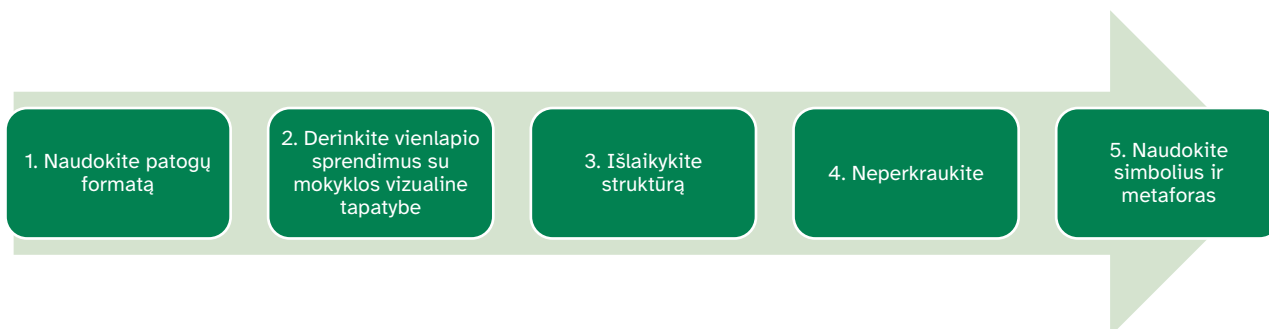 1. Naudokite patogų
formatą
2. Derinkite vienlapio
sprendimus su
mokyklos vizualine
tapatybe
3. Išlaikykite
struktūrą
4. Neperkraukite
5. Naudokite
simbolius ir
metaforas